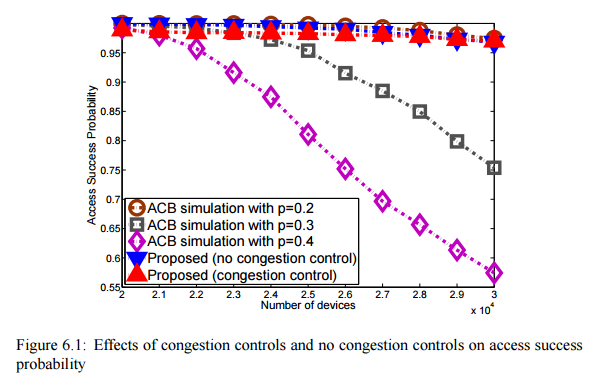 0.95
0.9
0.85
0.8
0.75
0.7
0.65
0.6
0.55
Access Success Probability
ACB simulation with p=0.2
ACB simulation with p=0.3
ACB simulation with p=0.4
Proposed (no congestion control)
Proposed (congestion control)
2 2.1 2.2 2.3 2.4 2.5 2.6 2.7 2.8 2.9 3
Number of devices
x 10⁴
Figure 6.1: Effects of congestion controls and no congestion controls on access success
probability